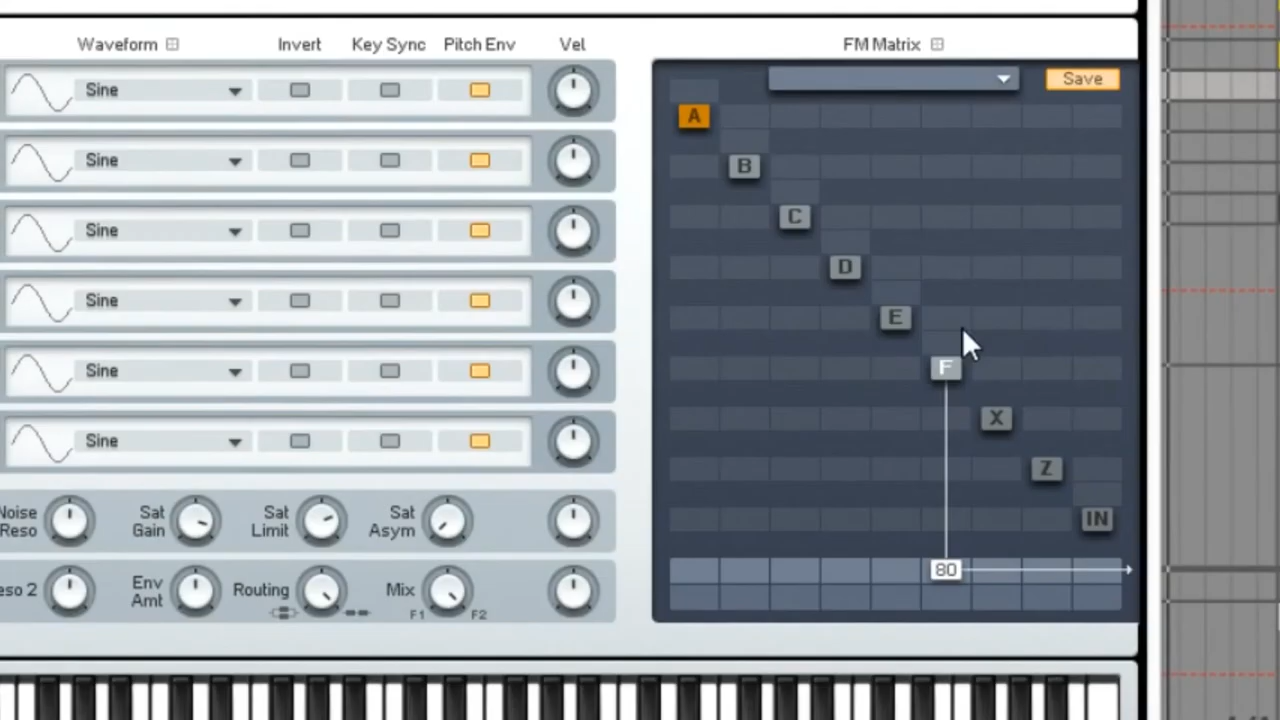 Waveform Invert Key Sync Pitch Env Vel FM Matrix
Sine Save
A
Sine B
C
Sine
D
Sine E
F
Sine
X
Sine
Z
Noise Reso Sat Gain Sat Limit Sat Asym IN
80
eso 2 Env Amt Routing Mix
F1 F2